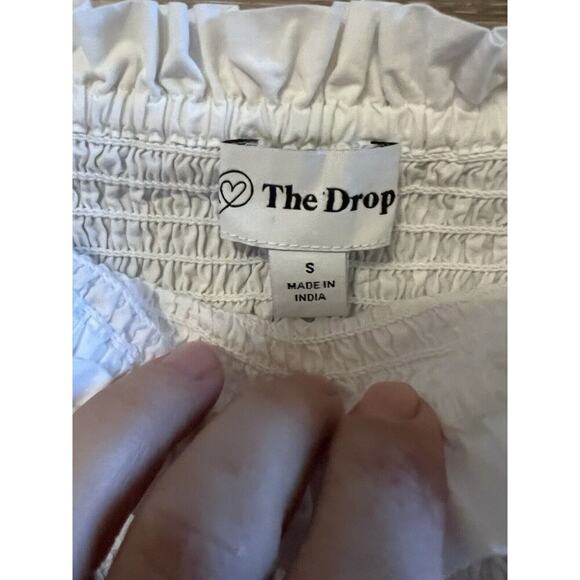 The Drop
S
MADE IN
INDIA